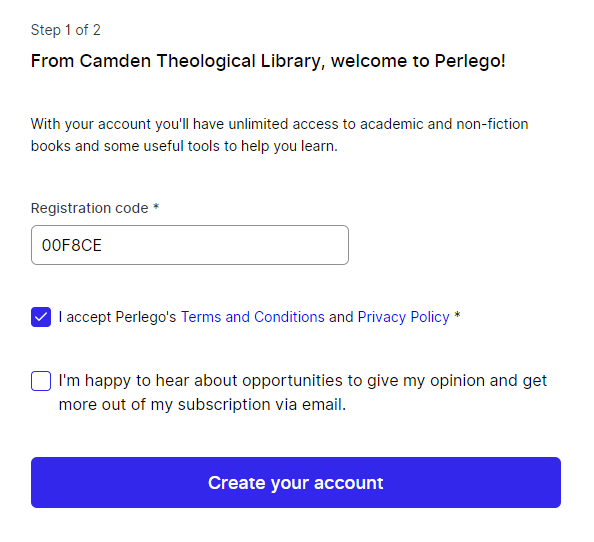 Step 1 of 2
From Camden Theological Library, welcome to Perlego!
With your account you'll have unlimited access to academic and non-fiction
books and some useful tools to help you learn.
Registration code *
00F8CE
I accept Perlego's Terms and Conditions and Privacy Policy *
I'm happy to hear about opportunities to give my opinion and get
more out of my subscription via email.
Create your account